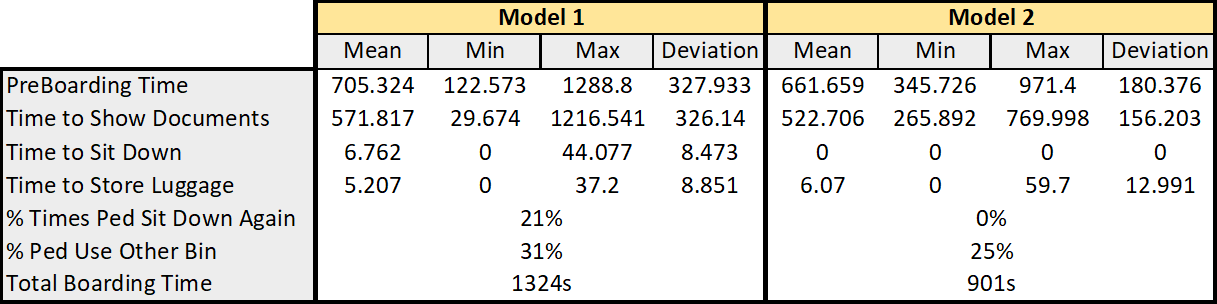 Model 1 Model 2
Mean Min Max Deviation Mean Min Max Deviation
PreBoarding Time 705.324 122.573 1288.8 327.933 661.659 345.726 971.4 180.376
Time to Show Documents 571.817 29.674 1216.541 326.14 522.706 265.892 769.998 156.203
Time to Sit Down 6.762 0 44.077 8.473 0 0 0 0
Time to Store Luggage 5.207 0 37.2 8.851 6.07 0 59.7 12.991
% Times Ped Sit Down Again 21% 0%
% Ped Use Other Bin 31% 25%
Total Boarding Time 1324s 901s